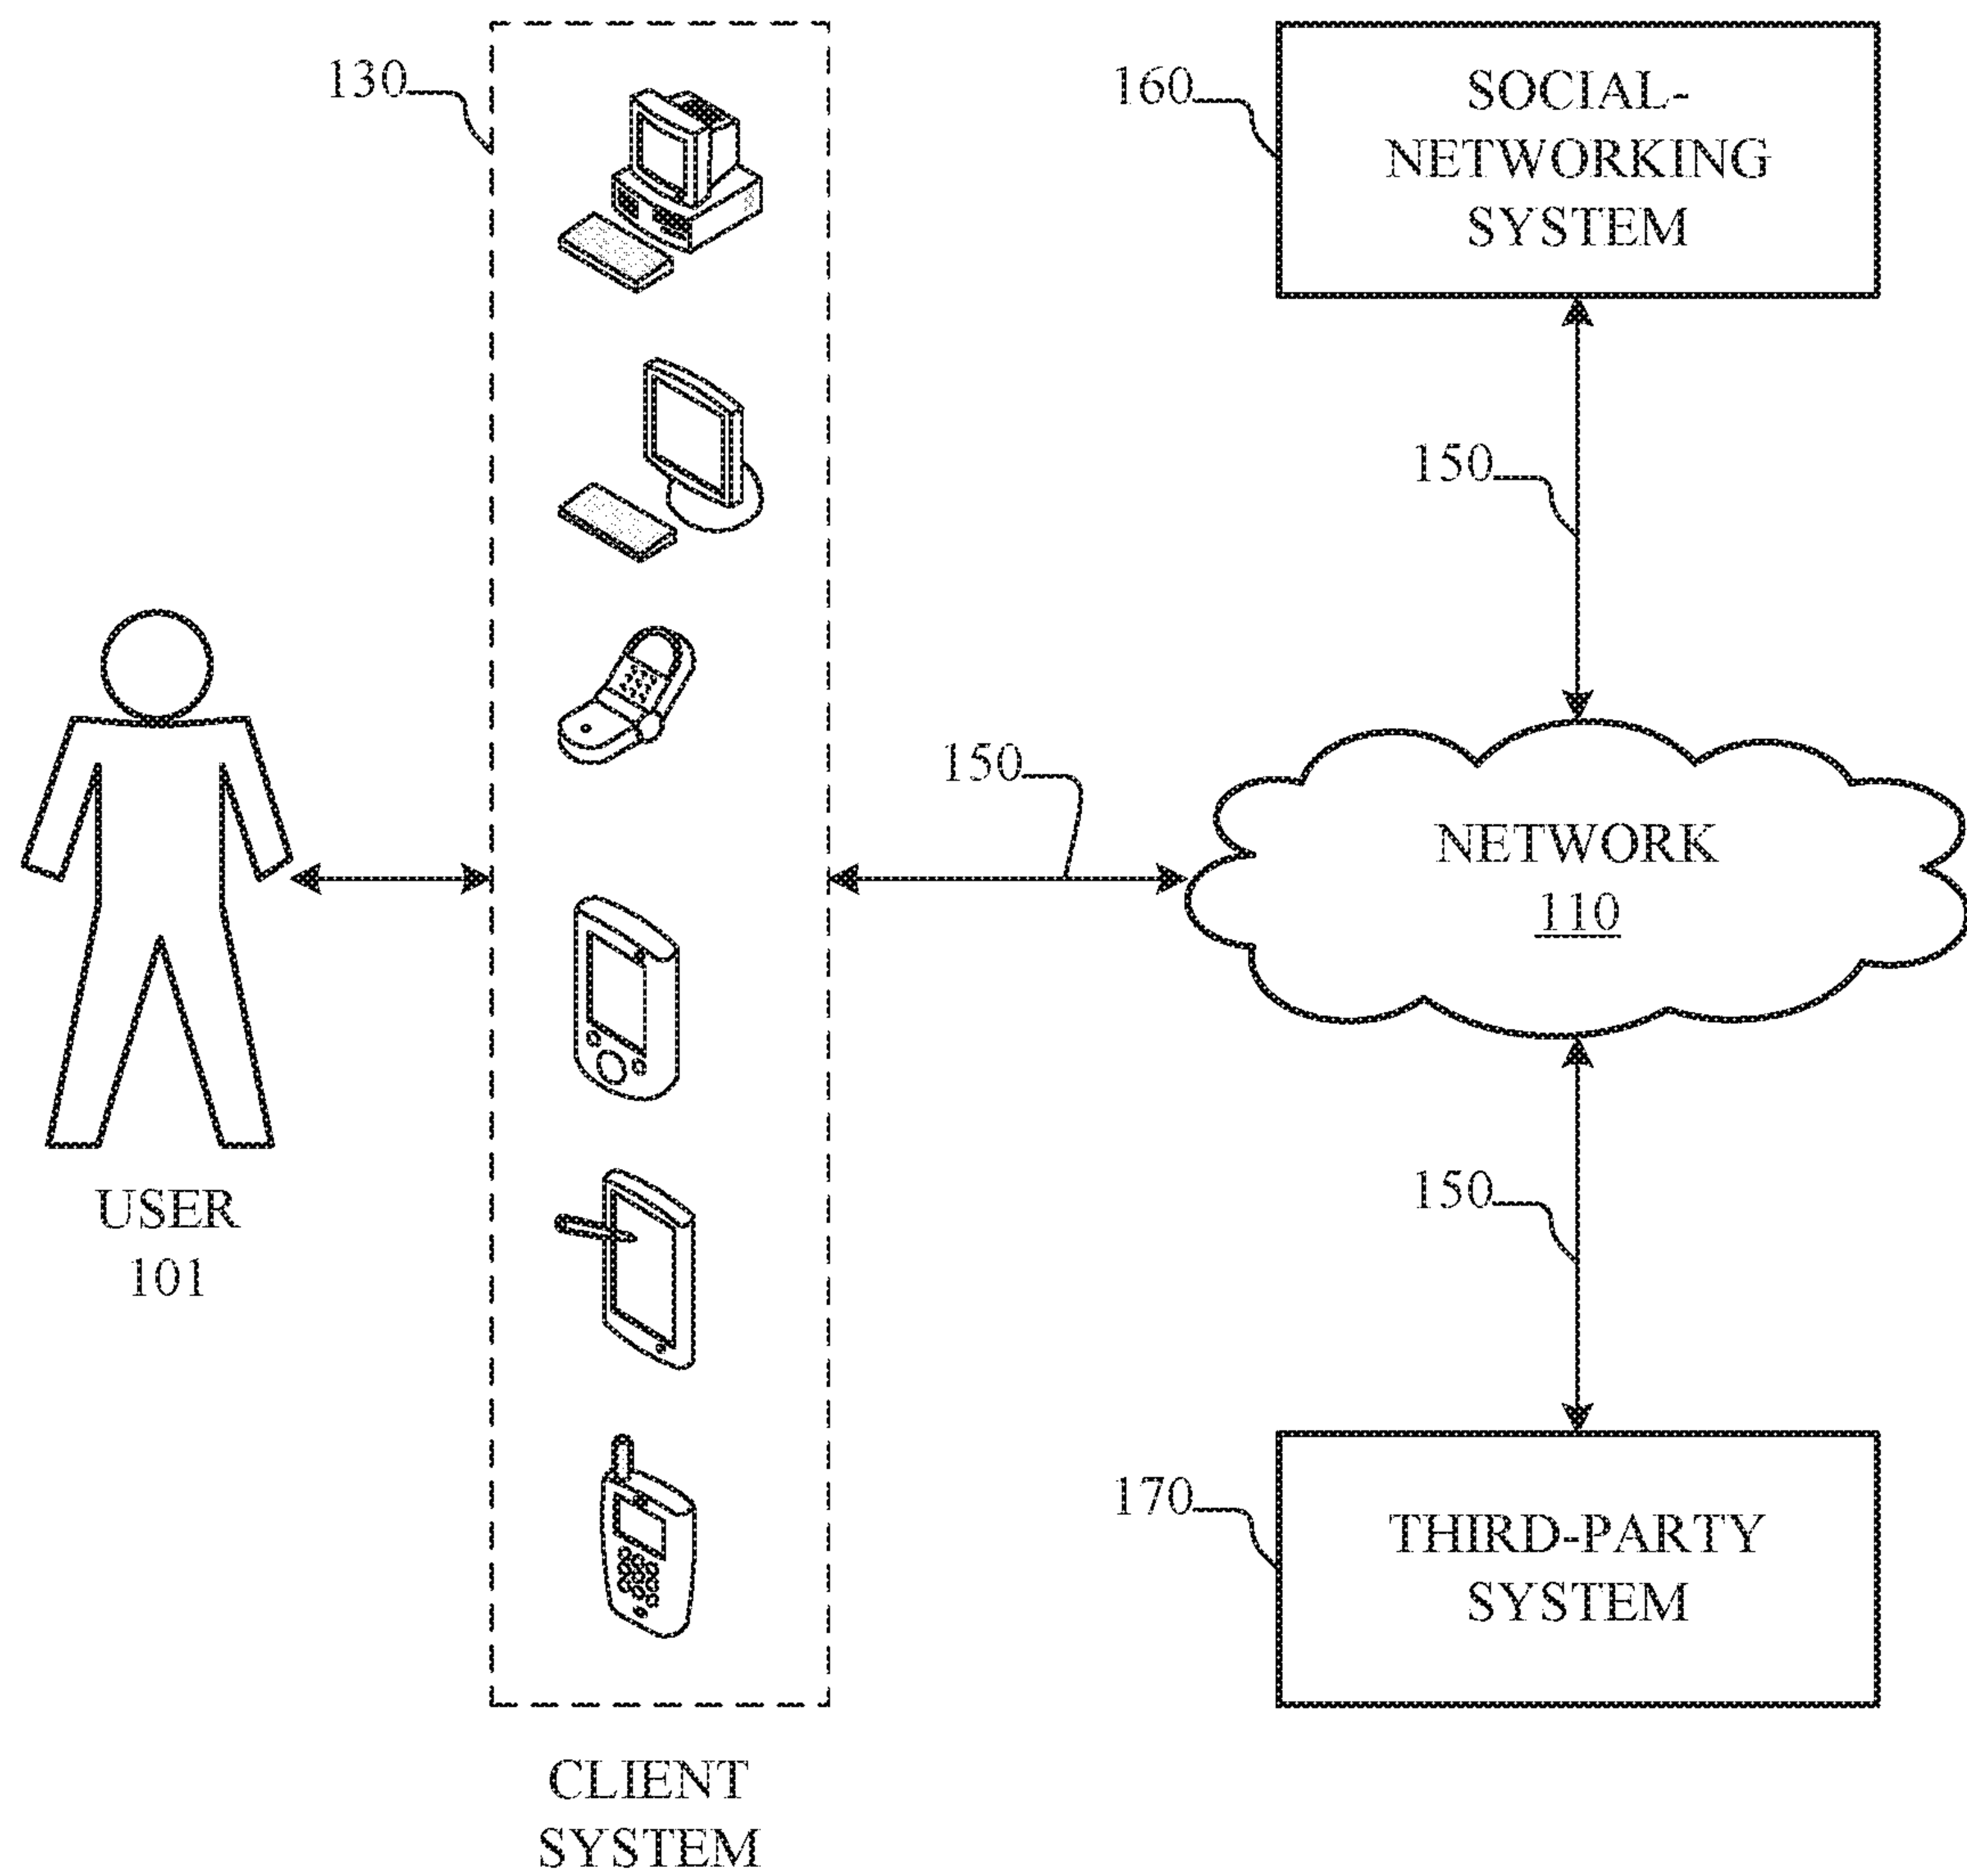 130
160
SOCIAL-
NETWORKING
SYSTEM
150
150
NETWORK
110
USER
101
150
170
THIRD-PARTY
SYSTEM
CLIENT
SYSTEM